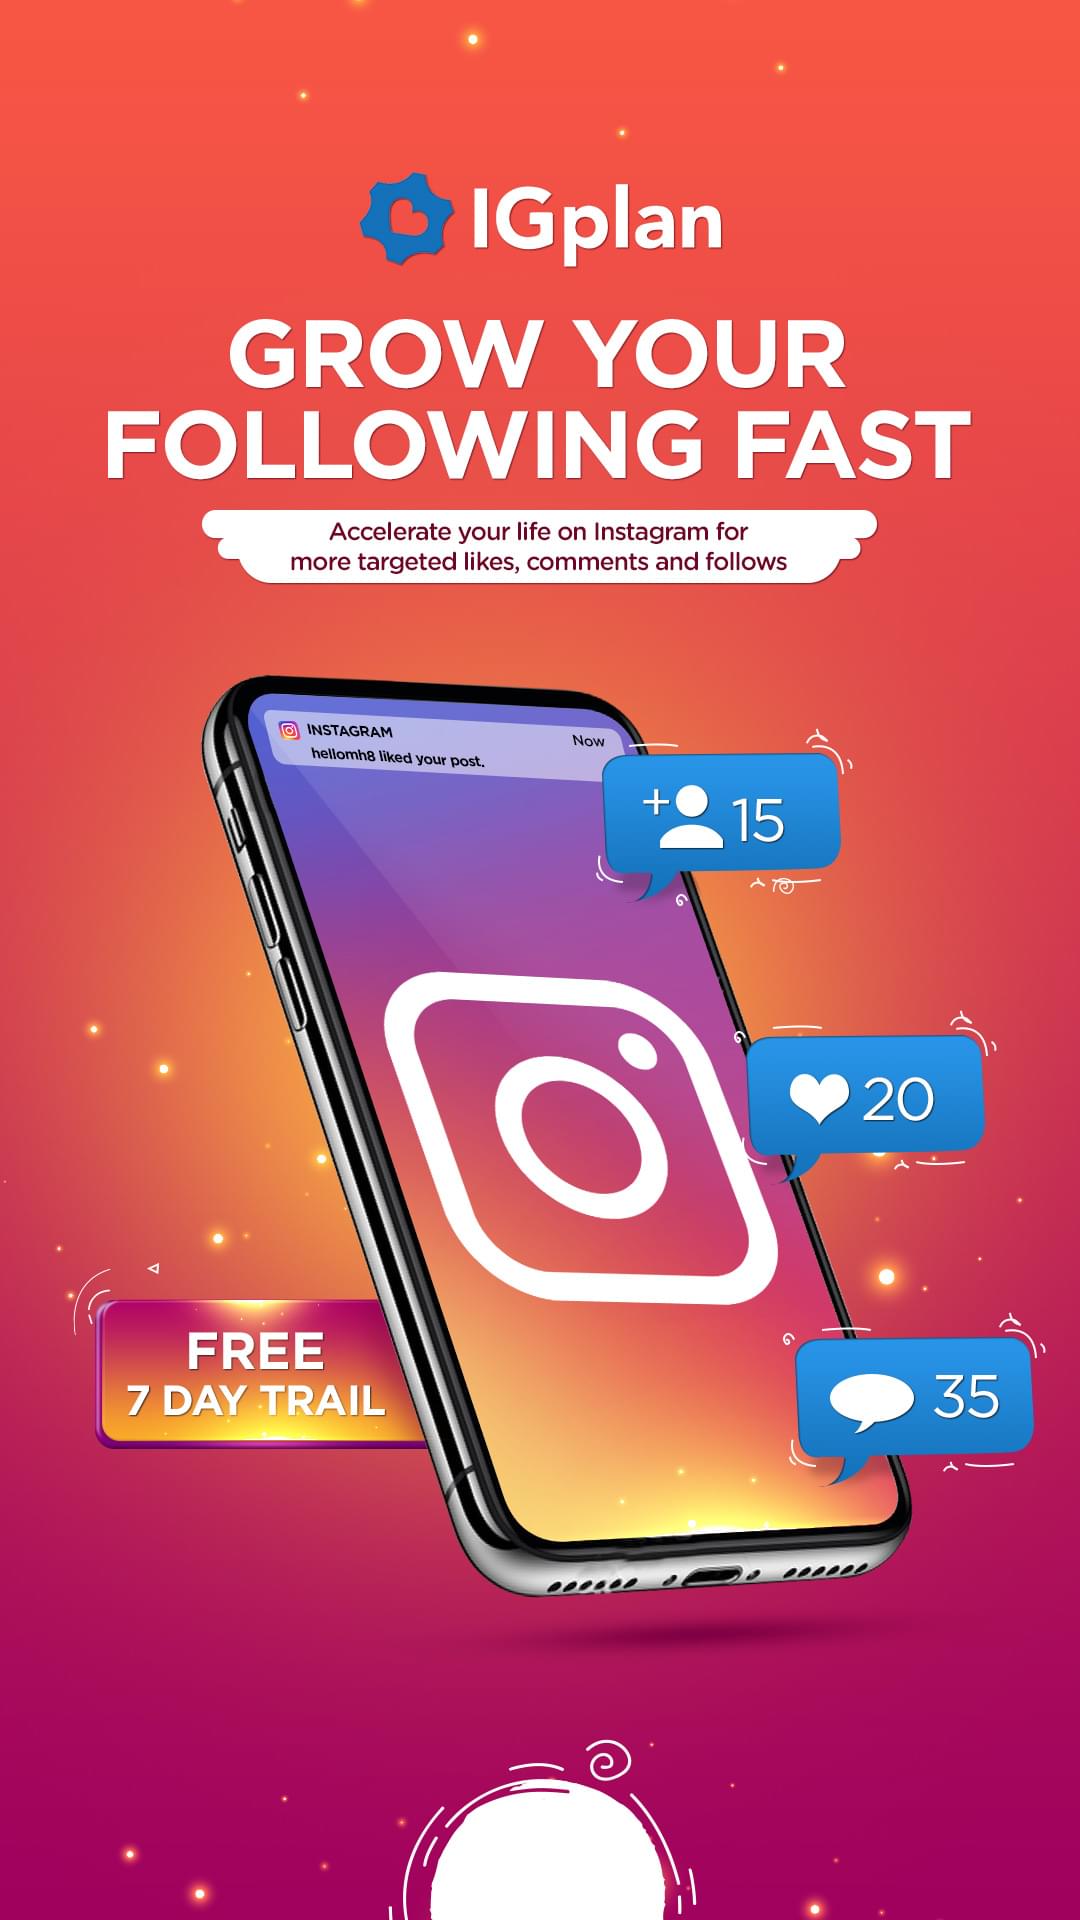 IGplan
GROW YOUR
FOLLOWING FAST
Accelerate your life on Instagram for
more targeted likes, comments and follows
INSTAGRAM
Now
hellomh8 liked your post.
15
20
35
FREE
7 DAY TRAIL